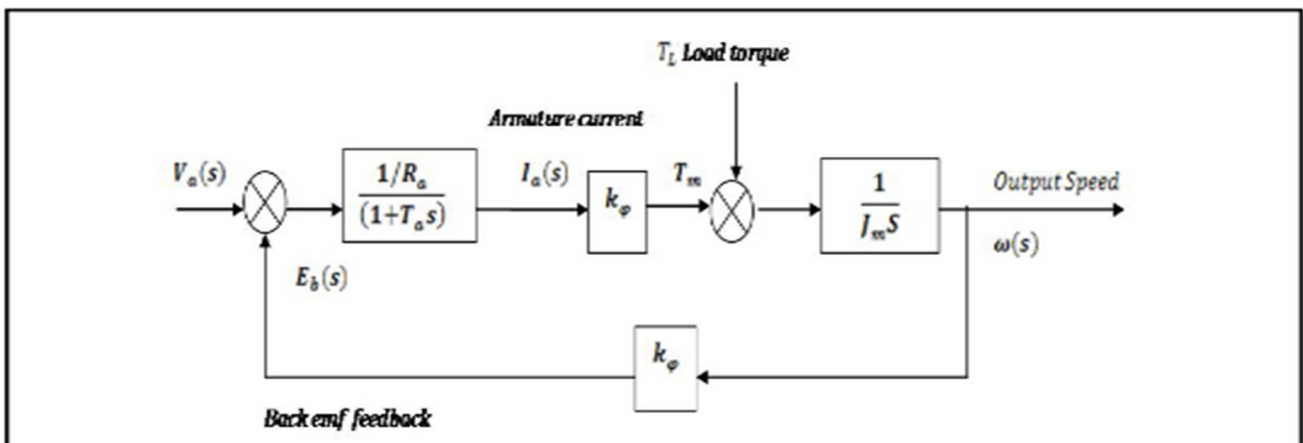 T_L Load torque
Armature current
V_a(s)
1/R_a
(1+T_a s)
I_a(s)
k_φ
T_m
1
J_m S
Output Speed
ω(s)
E_b(s)
k_φ
Back emf feedback